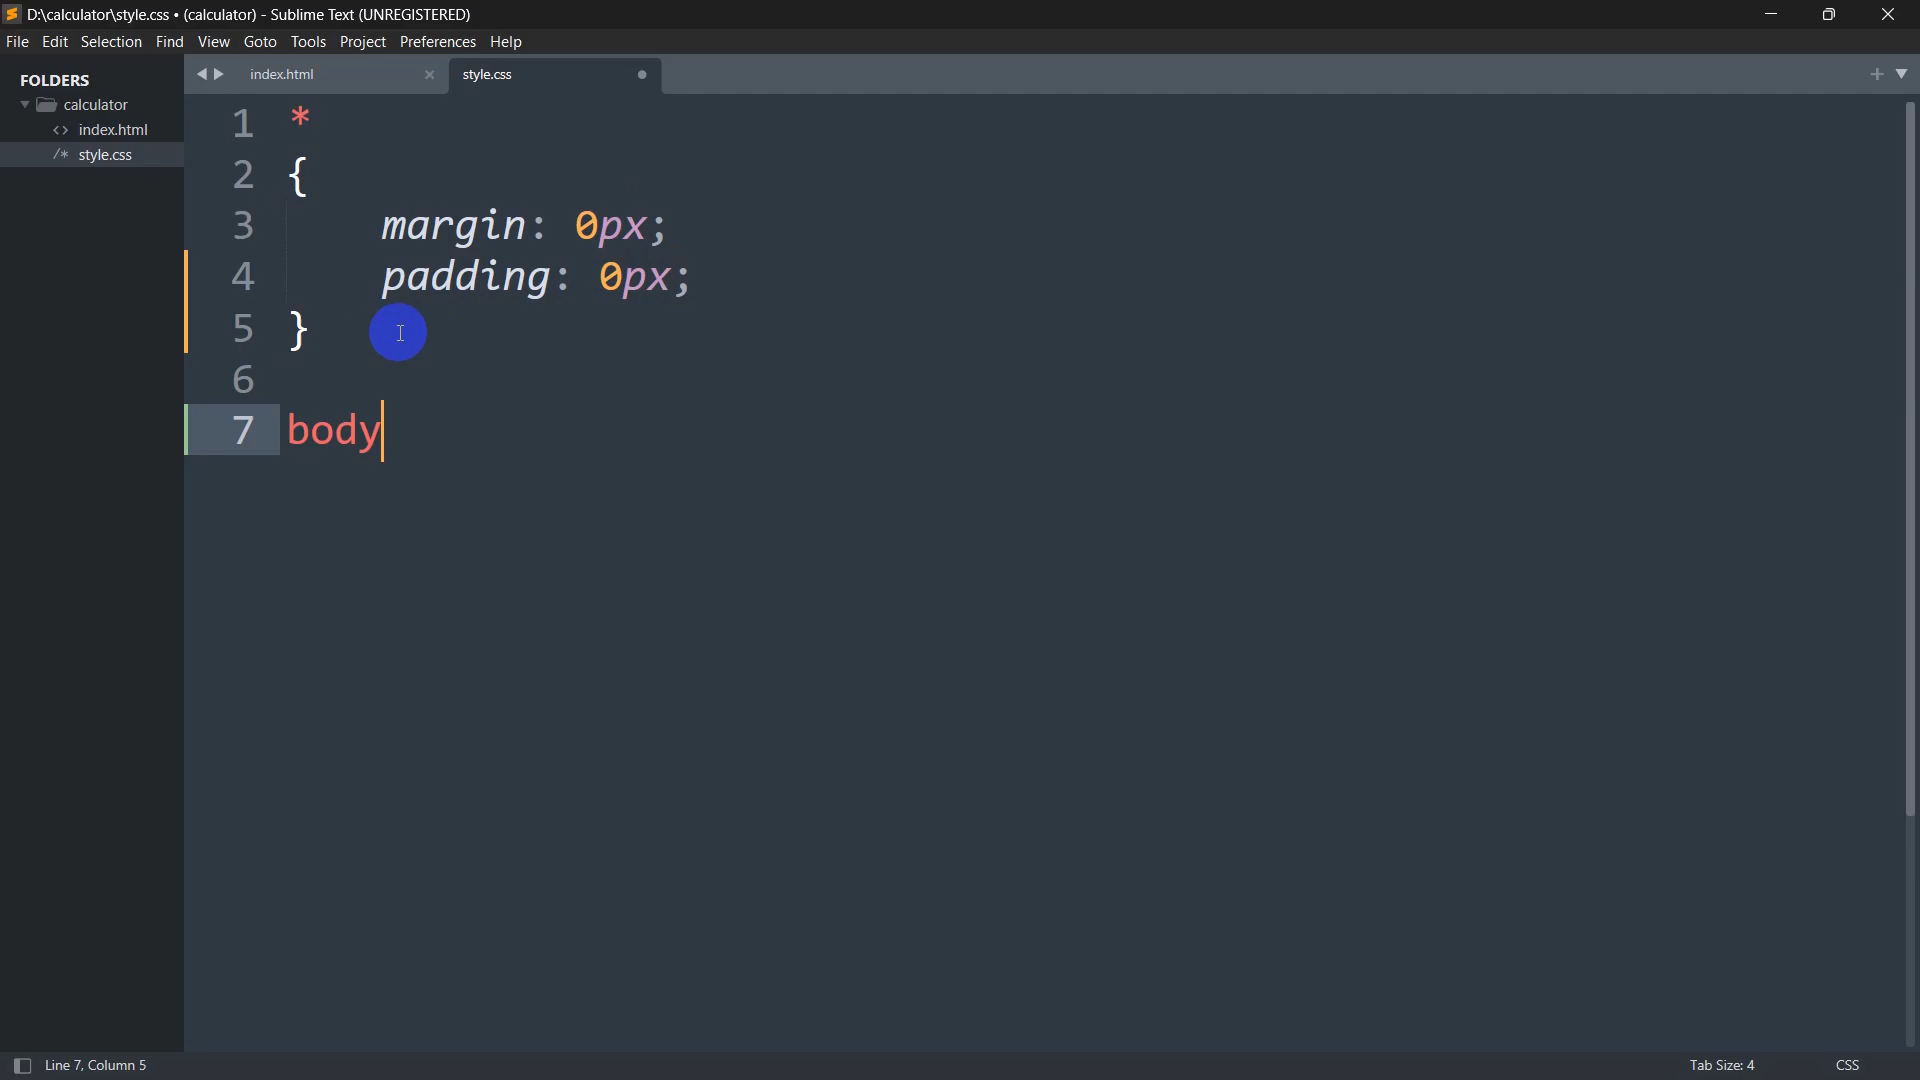 D:\calculator\style.css • (calculator) - Sublime Text (UNREGISTERED)
File Edit Selection Find View Goto Tools Project Preferences Help
FOLDERS
calculator
<> index.html
/* style.css
index.html
style.css
1 *
2 {
3 margin: 0px;
4 padding: 0px;
5 }
6
7 body
Line 7, Column 5
Tab Size: 4
CSS